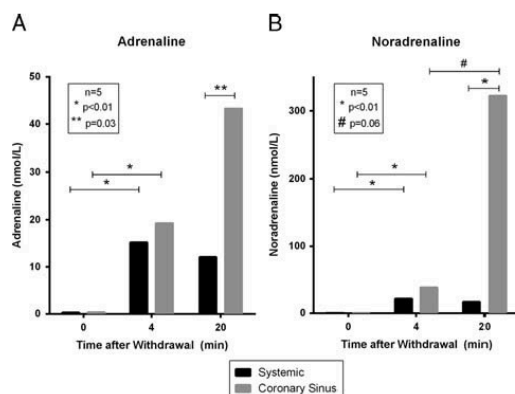 A
Adrenaline
n=5
* p<0.01
** p=0.03
**
*
*
Adrenaline (nmol/L)
50
40
30
20
10
0
0 4 20
Time after Withdrawal (min)
B
Noradrenaline
n=5
* p<0.01
# p=0.06
#
*
*
*
Noradrenaline (nmol/L)
300
200
100
0
0 4 20
Time after Withdrawal (min)
Systemic
Coronary Sinus